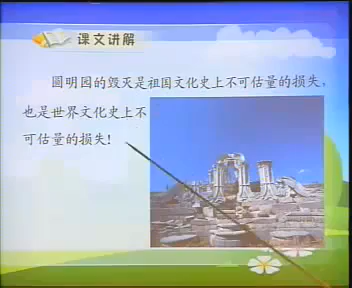 课文讲解
圆明园的毁灭是祖国文化史上不可估量的损失，
也是世界文化史上不
可估量的损失！